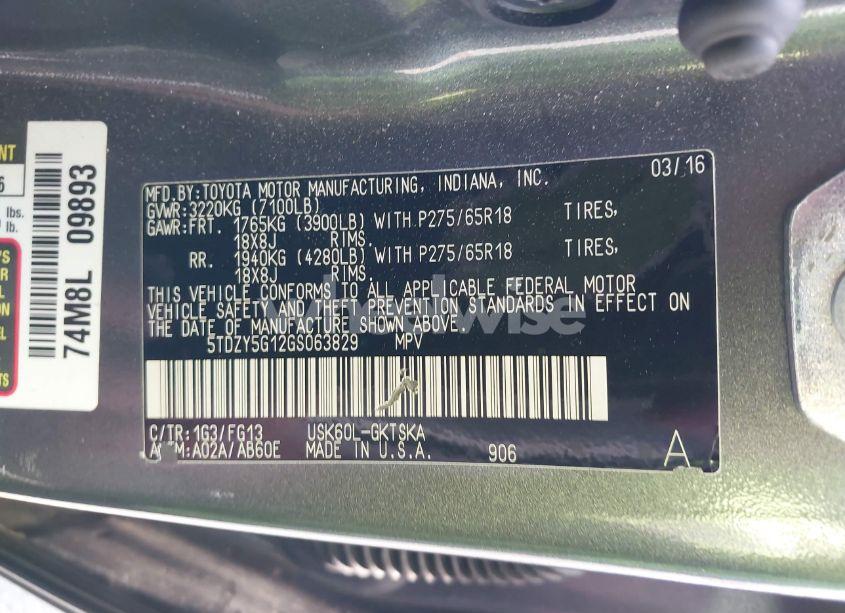 03/16
MFD.BY:TOYOTA MOTOR MANUFACTURING, INDIANA, INC.
GVWR:3220KG (7100LB)
GAWR:FRT. 1765KG (3900LB) WITH P275/65R18 TIRES,
18X8J RIMS.
RR. 1940KG (4280LB) WITH P275/65R18 TIRES,
18X8J RIMS.
THIS VEHICLE CONFORMS TO ALL APPLICABLE FEDERAL MOTOR
VEHICLE SAFETY AND THEFT PREVENTION STANDARDS IN EFFECT ON
THE DATE OF MANUFACTURE SHOWN ABOVE.
5TDZY5G12GS063829 MPV
C/TR:1G3/FG13 USK60L-GKTSKA
M:A02A/AB60E MADE IN U.S.A. 906 A
74M8L 09893
lbs.